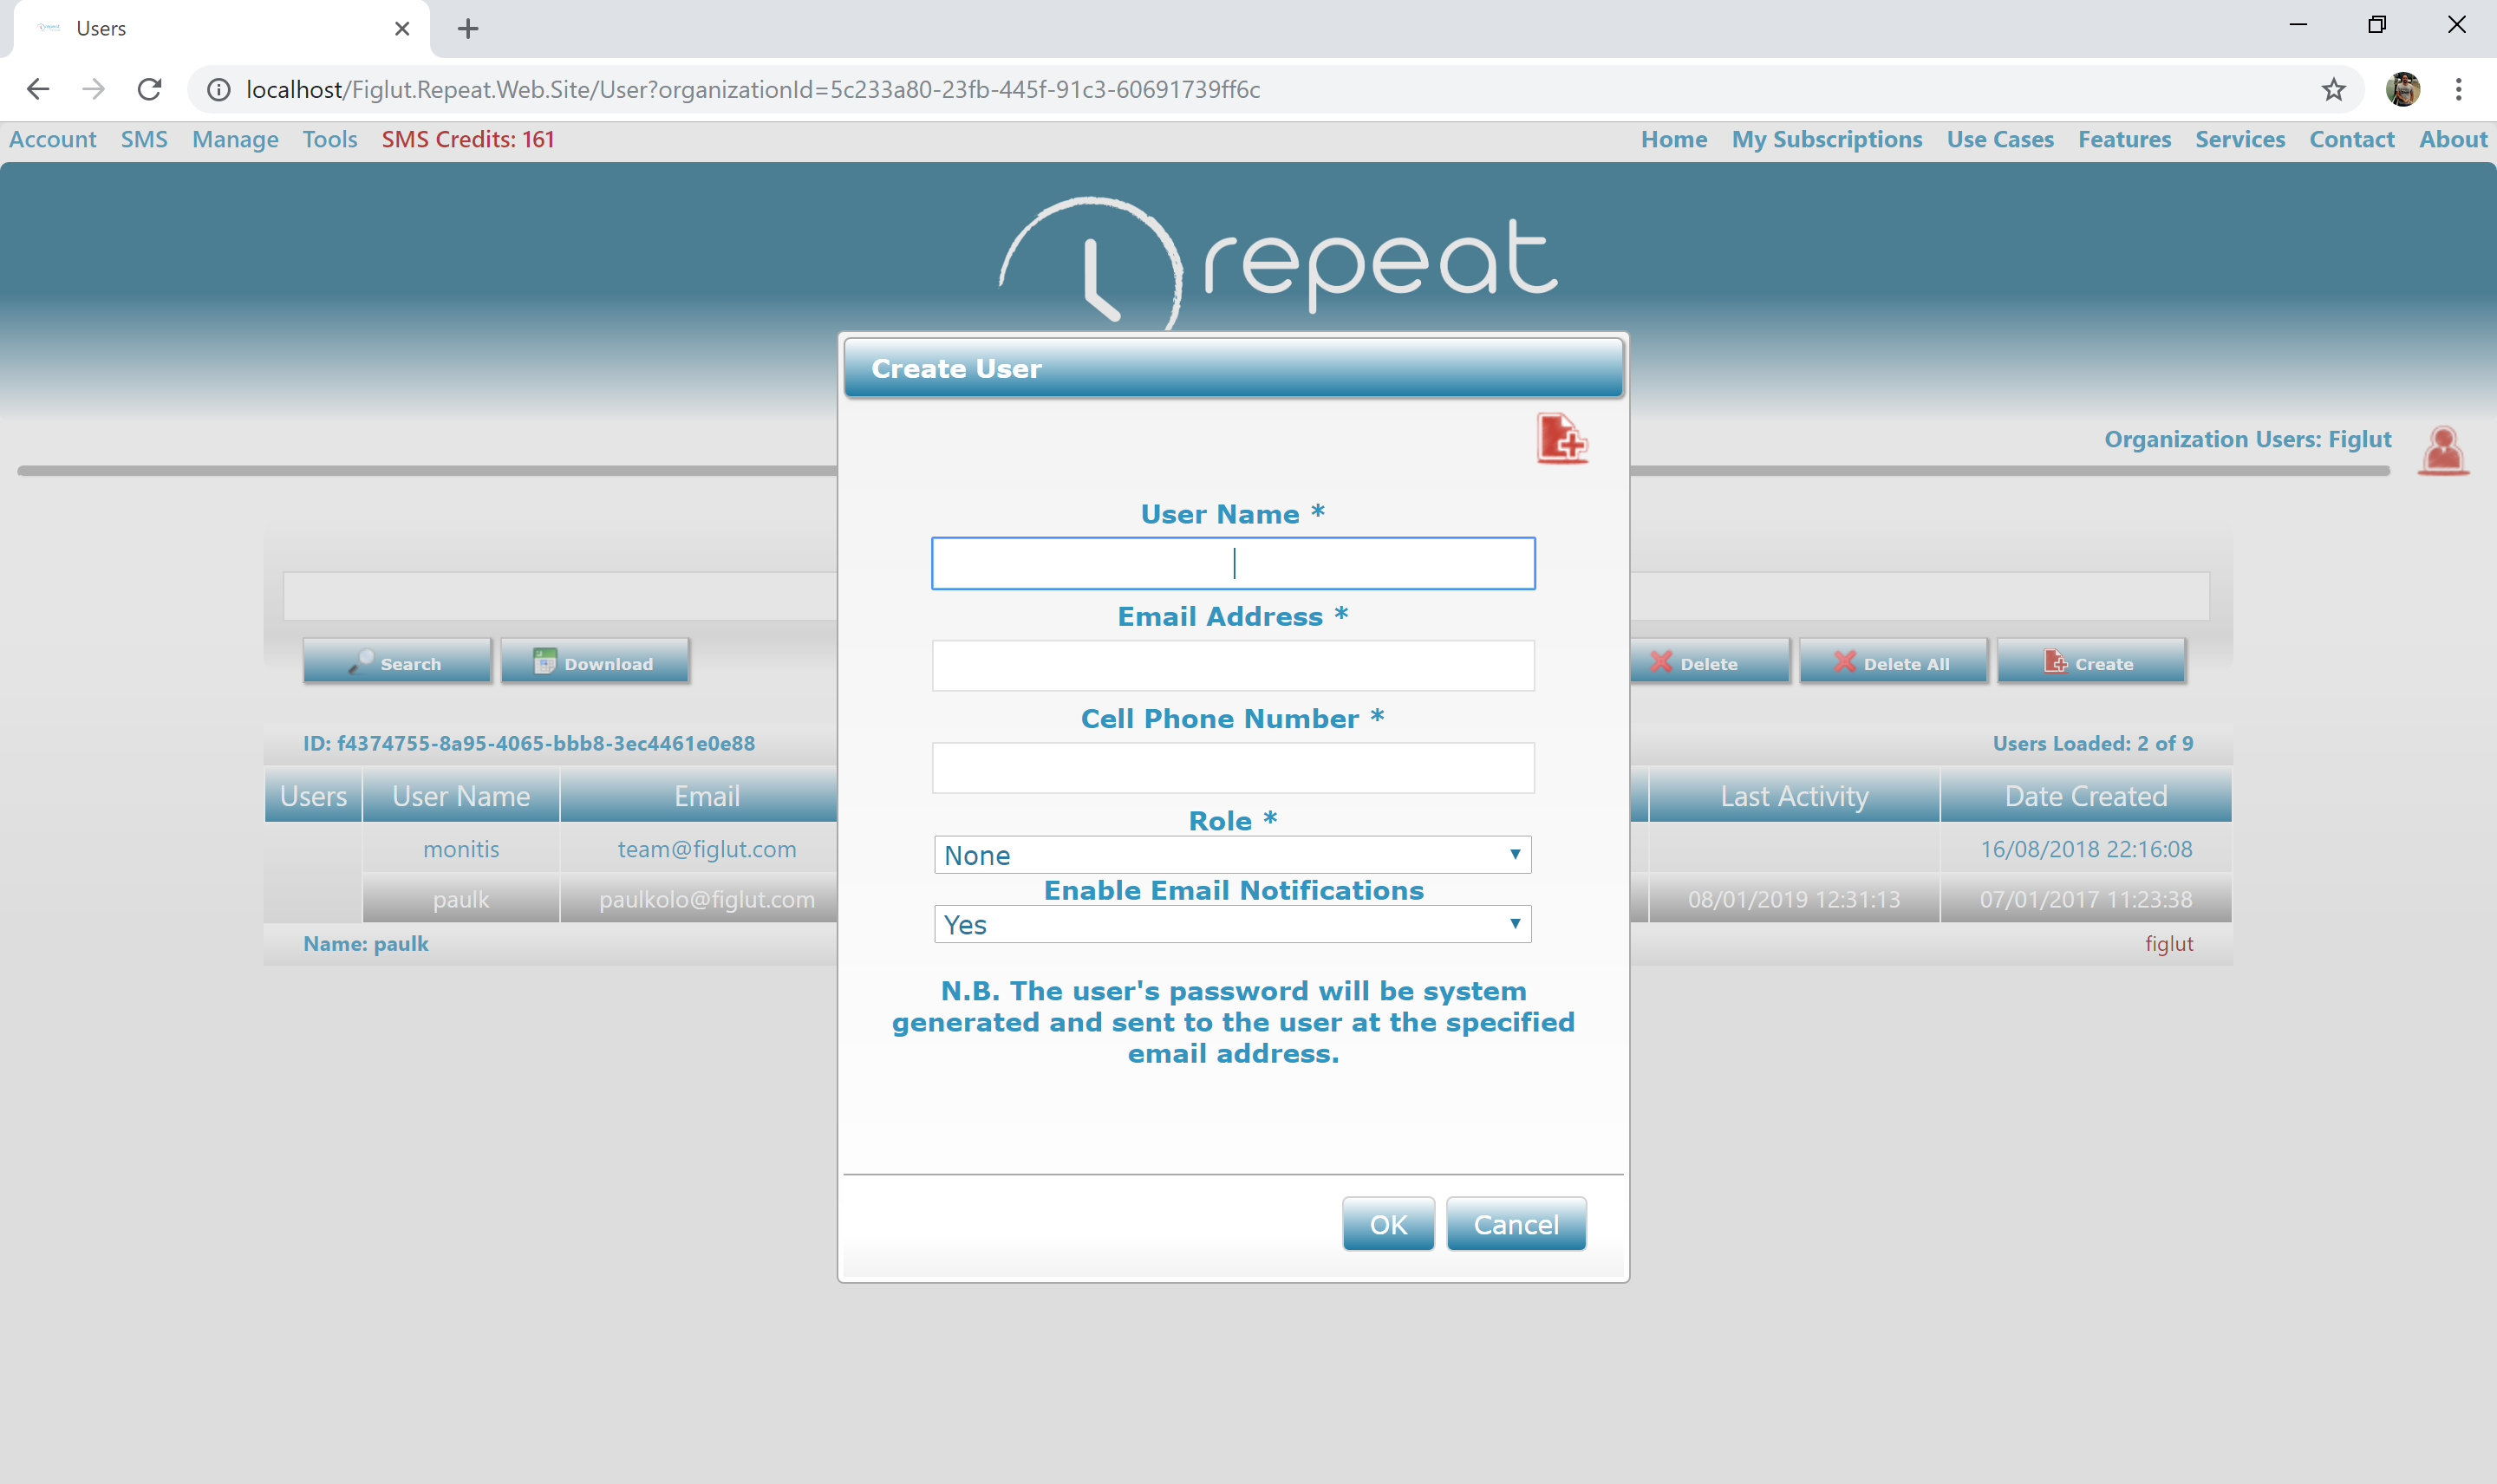 Users
localhost/Figlut.Repeat.Web.Site/User?organizationId=5c233a80-23fb-445f-91c3-60691739ff6c
Account SMS Manage Tools SMS Credits: 161 Home My Subscriptions Use Cases Features Services Contact About
repeat
Create User
Organization Users: Figlut
User Name *
Email Address *
Search Download Delete Delete All Create
Cell Phone Number *
ID: f4374755-8a95-4065-bbb8-3ec4461e0e88 Users Loaded: 2 of 9
Users User Name Email Last Activity Date Created
Role *
None
monitis team@figlut.com 16/08/2018 22:16:08
Enable Email Notifications
Yes
paulk paulkolo@figlut.com 08/01/2019 12:31:13 07/01/2017 11:23:38
Name: paulk figlut
N.B. The user's password will be system
generated and sent to the user at the specified
email address.
OK Cancel